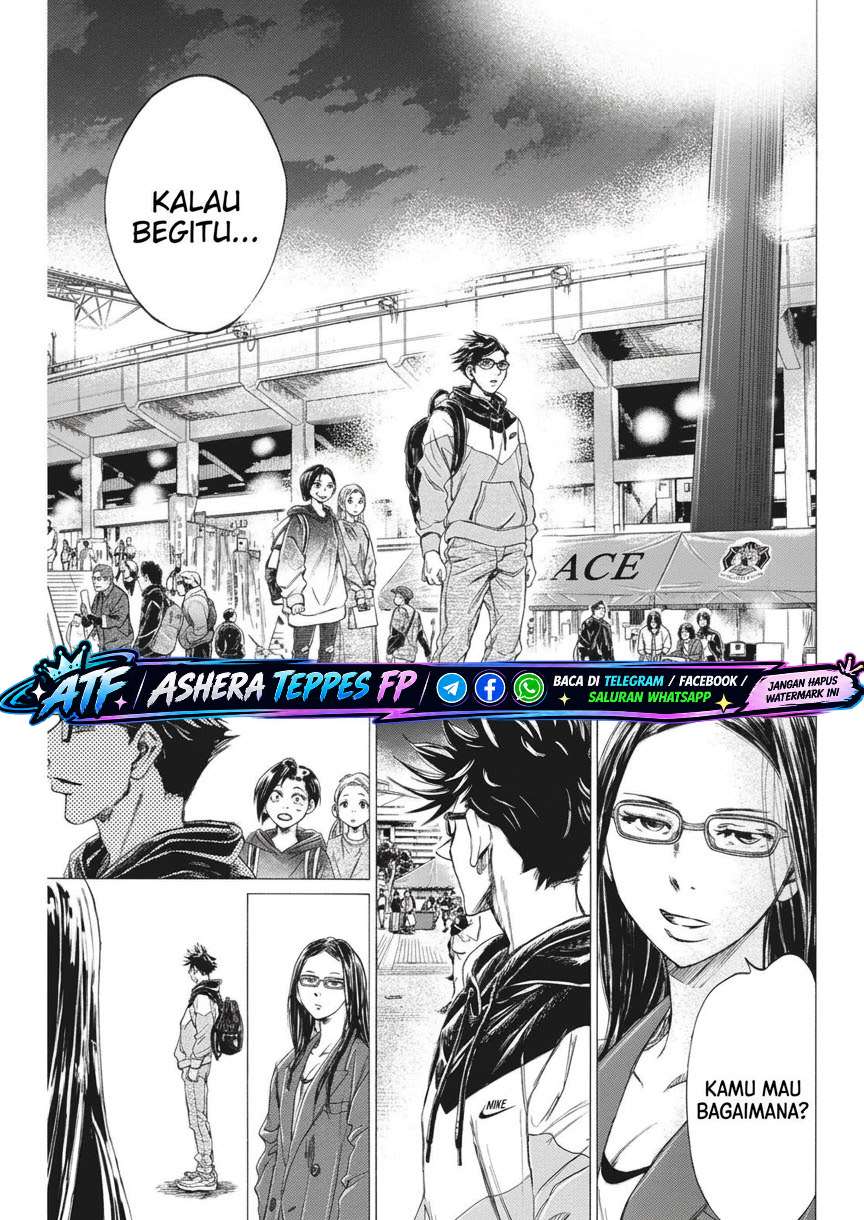 KALAU
BEGITU...
ACE
ATF
ASHERA TEPPES FP
BACA DI TELEGRAM / FACEBOOK /
SALURAN WHATSAPP
JANGAN HAPUS
WATERMARK INI
NIKE
KAMU MAU
BAGAIMANA?